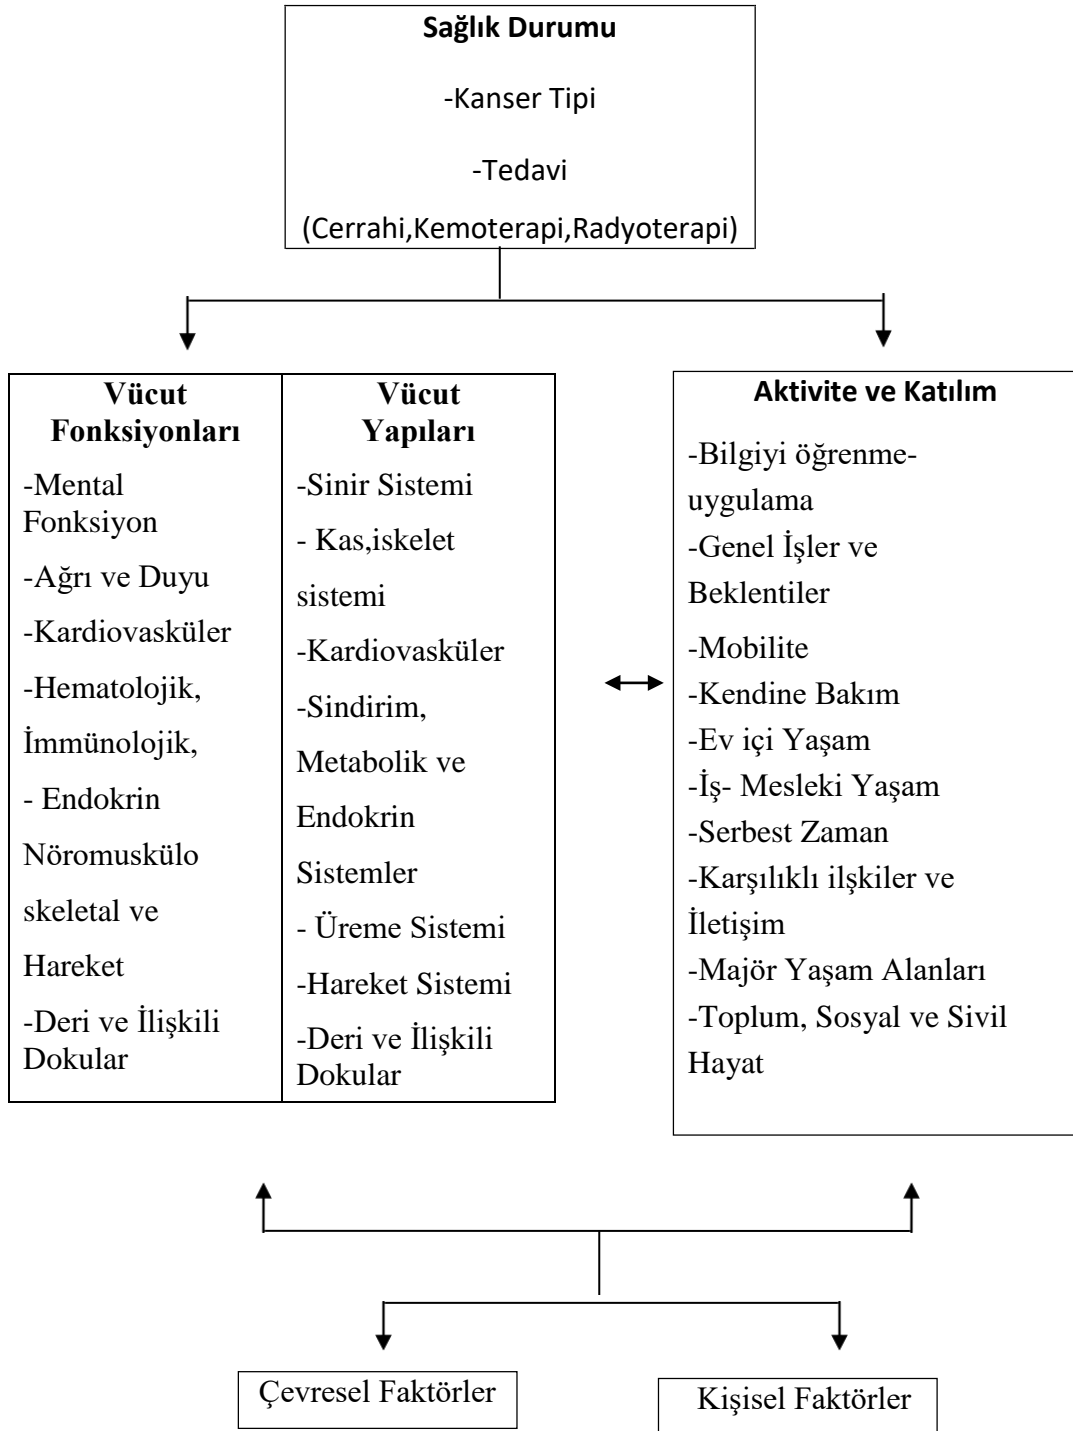 Sağlık Durumu
-Kanser Tipi
-Tedavi
(Cerrahi,Kemoterapi,Radyoterapi)
Vücut
Fonksiyonları
-Mental
Fonksiyon
-Ağrı ve Duyu
-Kardiovasküler
-Hematolojik,
İmmünolojik,
- Endokrin
Nöromuskülo
skeletal ve
Hareket
-Deri ve İlişkili
Dokular
Vücut
Yapıları
-Sinir Sistemi
- Kas,iskelet
sistemi
-Kardiovasküler
-Sindirim,
Metabolik ve
Endokrin
Sistemler
- Üreme Sistemi
-Hareket Sistemi
-Deri ve İlişkili
Dokular
Aktivite ve Katılım
-Bilgiyi öğrenme-
uygulama
-Genel İşler ve
Beklentiler
-Mobilite
-Kendine Bakım
-Ev içi Yaşam
-İş- Mesleki Yaşam
-Serbest Zaman
-Karşılıklı ilşkiler ve
İletişim
-Majör Yaşam Alanları
-Toplum, Sosyal ve Sivil
Hayat
Çevresel Faktörler
Kişisel Faktörler